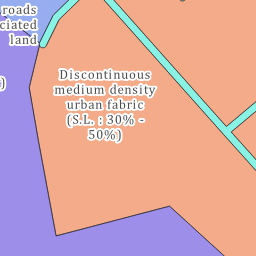 roads
ciated
land
)
Discontinuous
medium density
urban fabric
(S.L. : 30% -
50%)